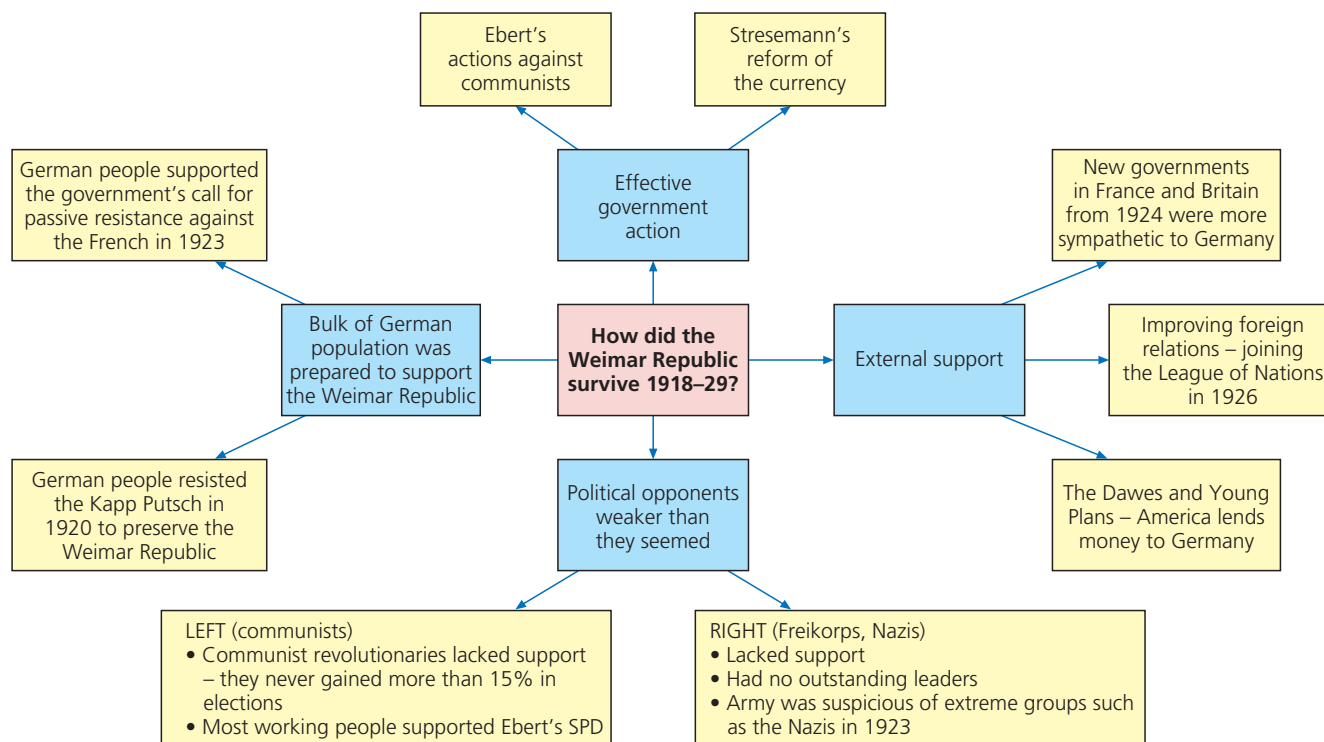 Ebert's
actions against
communists
Stresemann's
reform of
the currency
German people supported
the government's call for
passive resistance against
the French in 1923
Effective
government
action
New governments
in France and Britain
from 1924 were more
sympathetic to Germany
Bulk of German
population was
prepared to support
the Weimar Republic
How did the
Weimar Republic
survive 1918–29?
External support
Improving foreign
relations – joining
the League of Nations
in 1926
German people resisted
the Kapp Putsch in
1920 to preserve the
Weimar Republic
Political opponents
weaker than
they seemed
The Dawes and Young
Plans – America lends
money to Germany
LEFT (communists)
• Communist revolutionaries lacked support
– they never gained more than 15% in
elections
• Most working people supported Ebert's SPD
RIGHT (Freikorps, Nazis)
• Lacked support
• Had no outstanding leaders
• Army was suspicious of extreme groups such
as the Nazis in 1923